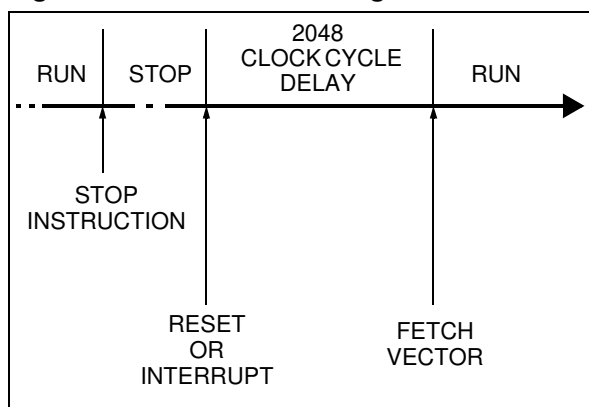 2048
CLOCK CYCLE
DELAY
RUN
STOP
RUN
STOP
INSTRUCTION
RESET
OR
INTERRUPT
FETCH
VECTOR